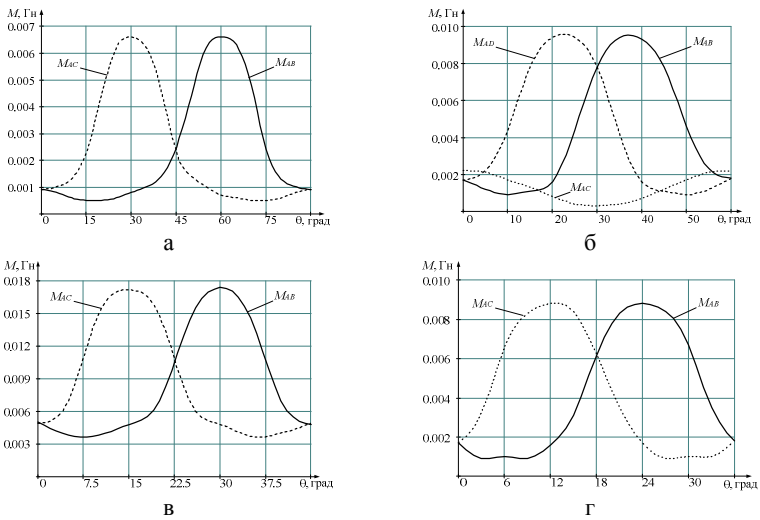 M, Гн
0.007
0.006
0.005
0.004
0.003
0.002
0.001
MAC
MAB
0 15 30 45 60 75 θ, град
а
M, Гн
0.010
0.008
0.006
0.004
0.002
MAD
MAB
MAC
0 10 20 30 40 50 θ, град
б
M, Гн
0.018
0.015
0.012
0.009
0.006
0.003
MAC
MAB
0 7.5 15 22.5 30 37.5 θ, град
в
M, Гн
0.010
0.008
0.006
0.004
0.002
MAC
MAB
0 6 12 18 24 30 θ, град
г